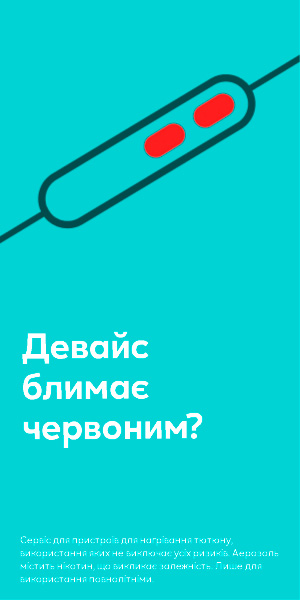 Девайс
блимає
червоним?
Сервіс для пристроїв для нагрівання тютюну,
використання яких не виключає усіх ризиків. Аерозоль
містить нікотин, що викликає залежність. Лише для
використання повнолітніми.